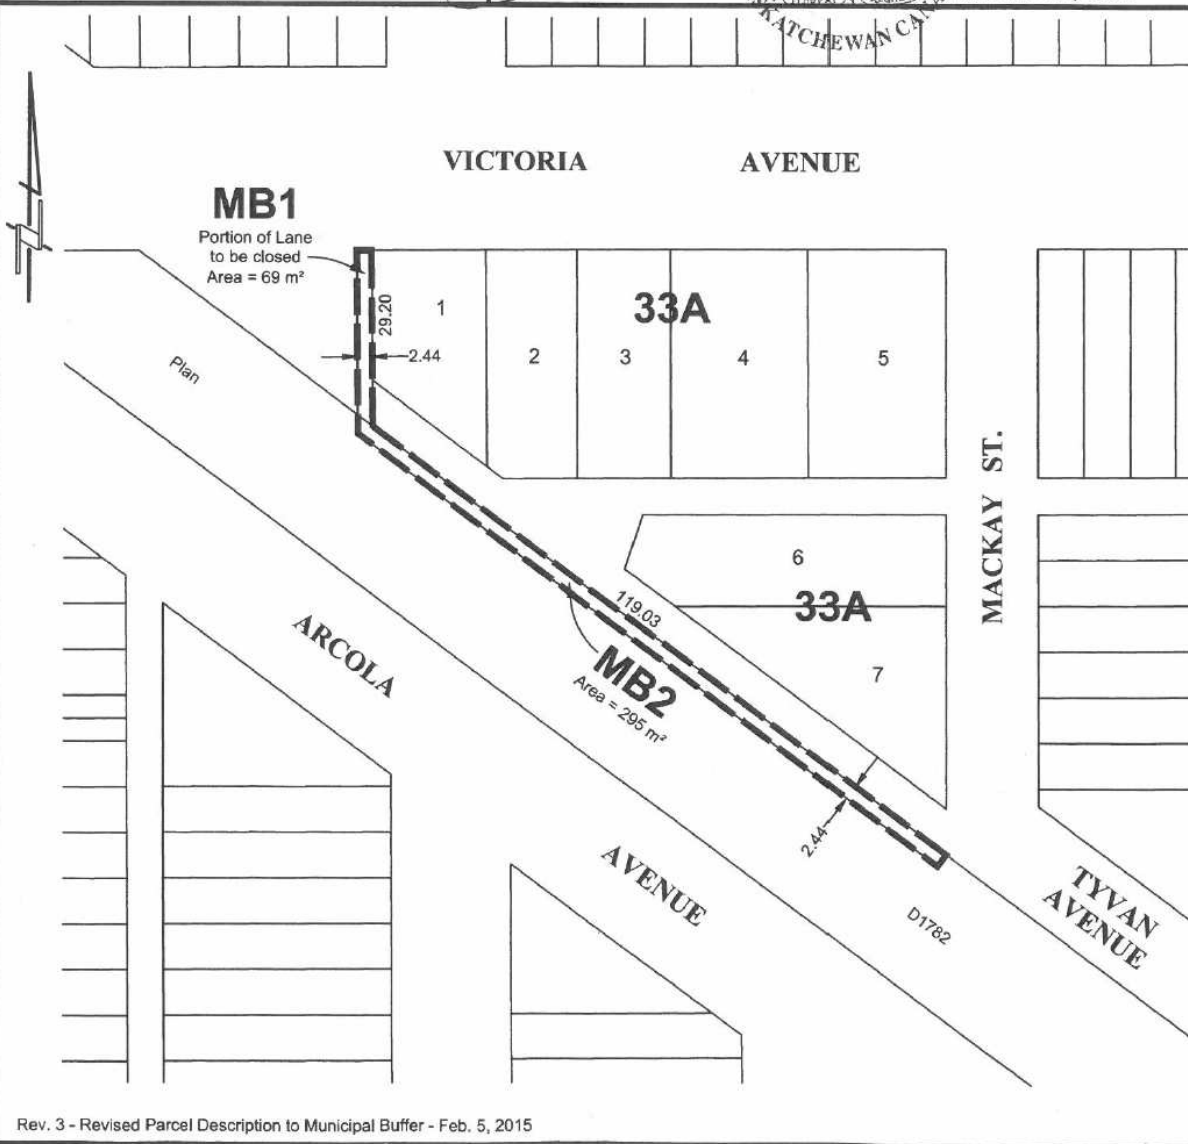 KATCHEWAN CAN
VICTORIA AVENUE
MB1
Portion of Lane
to be closed
Area = 69 m²
29.20
2.44
1
33A
2
3
4
5
Plan
MACKAY ST.
6
33A
119.03
7
MB2
Area = 295 m²
ARCOLA
AVENUE
2.44
D1782
TYVAN
AVENUE
Rev. 3 - Revised Parcel Description to Municipal Buffer - Feb. 5, 2015